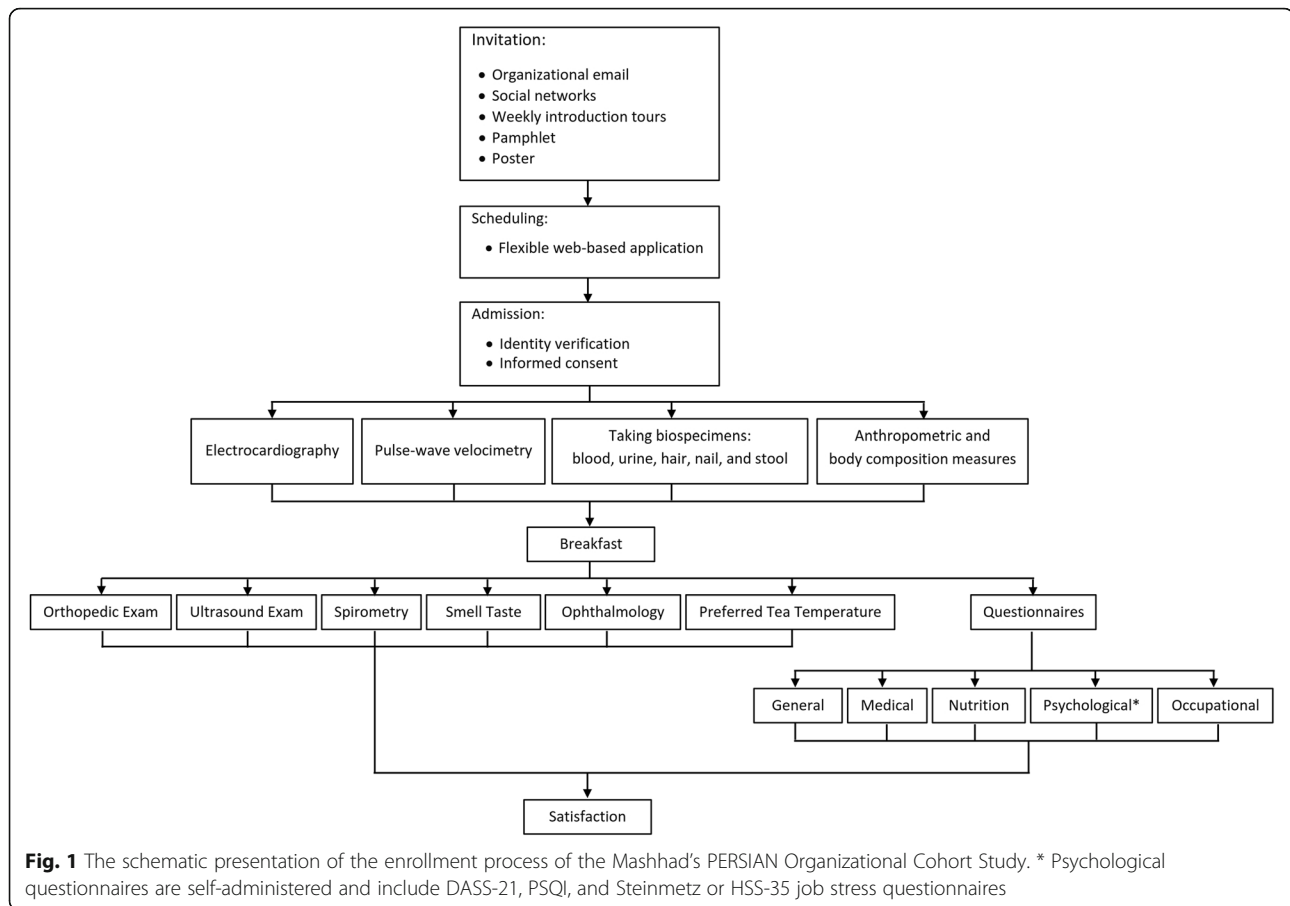 Invitation:
• Organizational email
• Social networks
• Weekly introduction tours
• Pamphlet
• Poster
Scheduling:
• Flexible web-based application
Admission:
• Identity verification
• Informed consent
Electrocardiography
Pulse-wave velocimetry
Taking biospecimens:
blood, urine, hair, nail, and stool
Anthropometric and
body composition measures
Breakfast
Orthopedic Exam
Ultrasound Exam
Spirometry
Smell Taste
Ophthalmology
Preferred Tea Temperature
Questionnaires
General
Medical
Nutrition
Psychological*
Occupational
Satisfaction
Fig. 1 The schematic presentation of the enrollment process of the Mashhad's PERSIAN Organizational Cohort Study. * Psychological
questionnaires are self-administered and include DASS-21, PSQI, and Steinmetz or HSS-35 job stress questionnaires